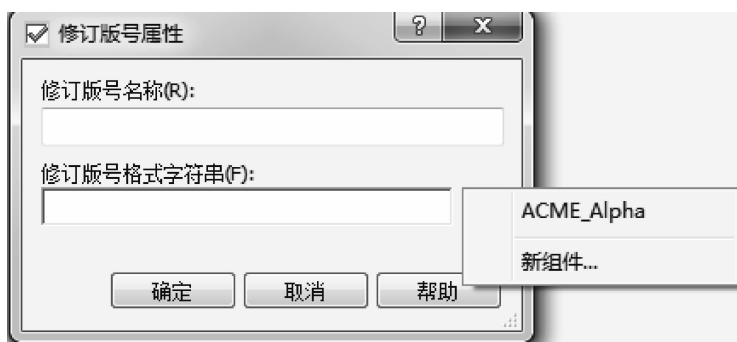 修订版号属性
修订版号名称(R):
修订版号格式字符串(F):
ACME_Alpha
新组件...
确定 取消 帮助